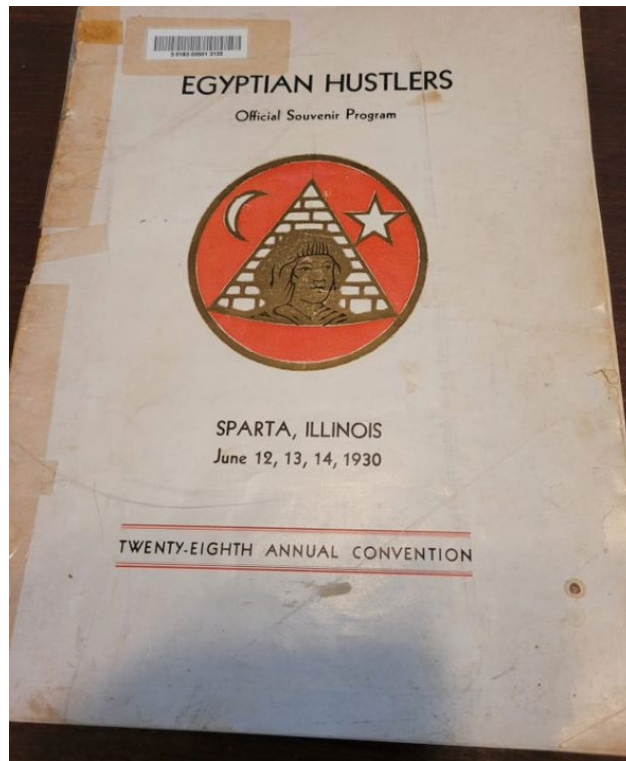 EGYPTIAN HUSTLERS
Official Souvenir Program
SPARTA, ILLINOIS
June 12, 13, 14, 1930
TWENTY-EIGHTH ANNUAL CONVENTION